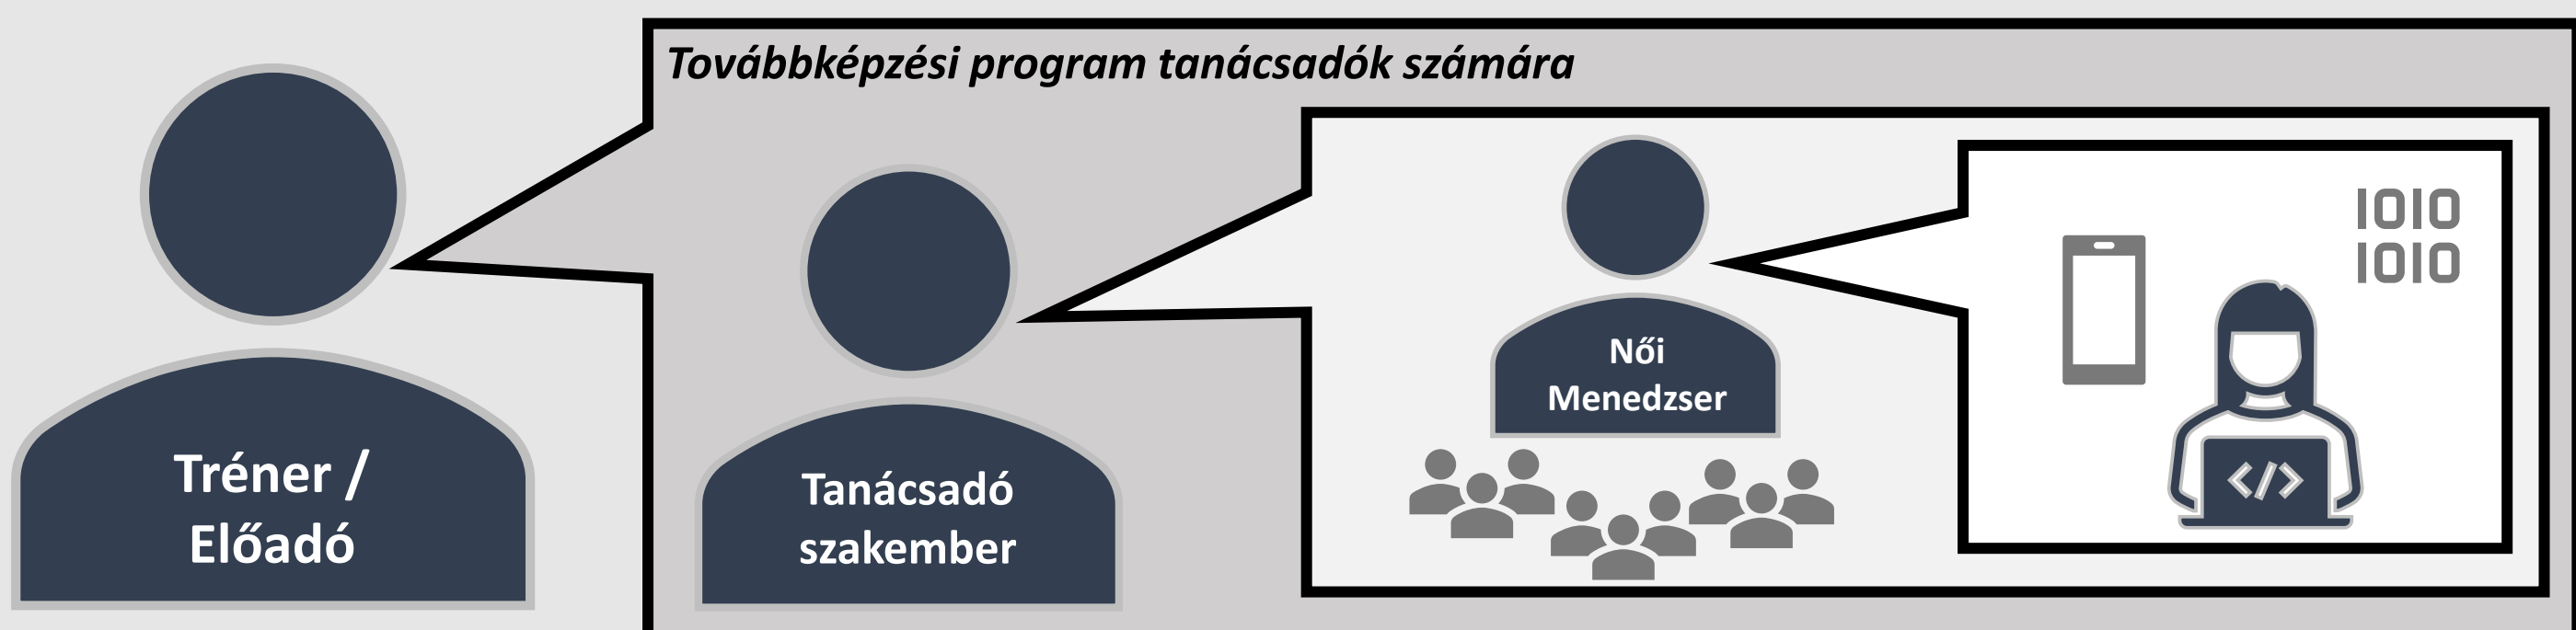 Továbbképzési program tanácsadók számára
Tréner /
Előadó
Tanácsadó
szakember
Női
Menedzser
1010
1010
</>